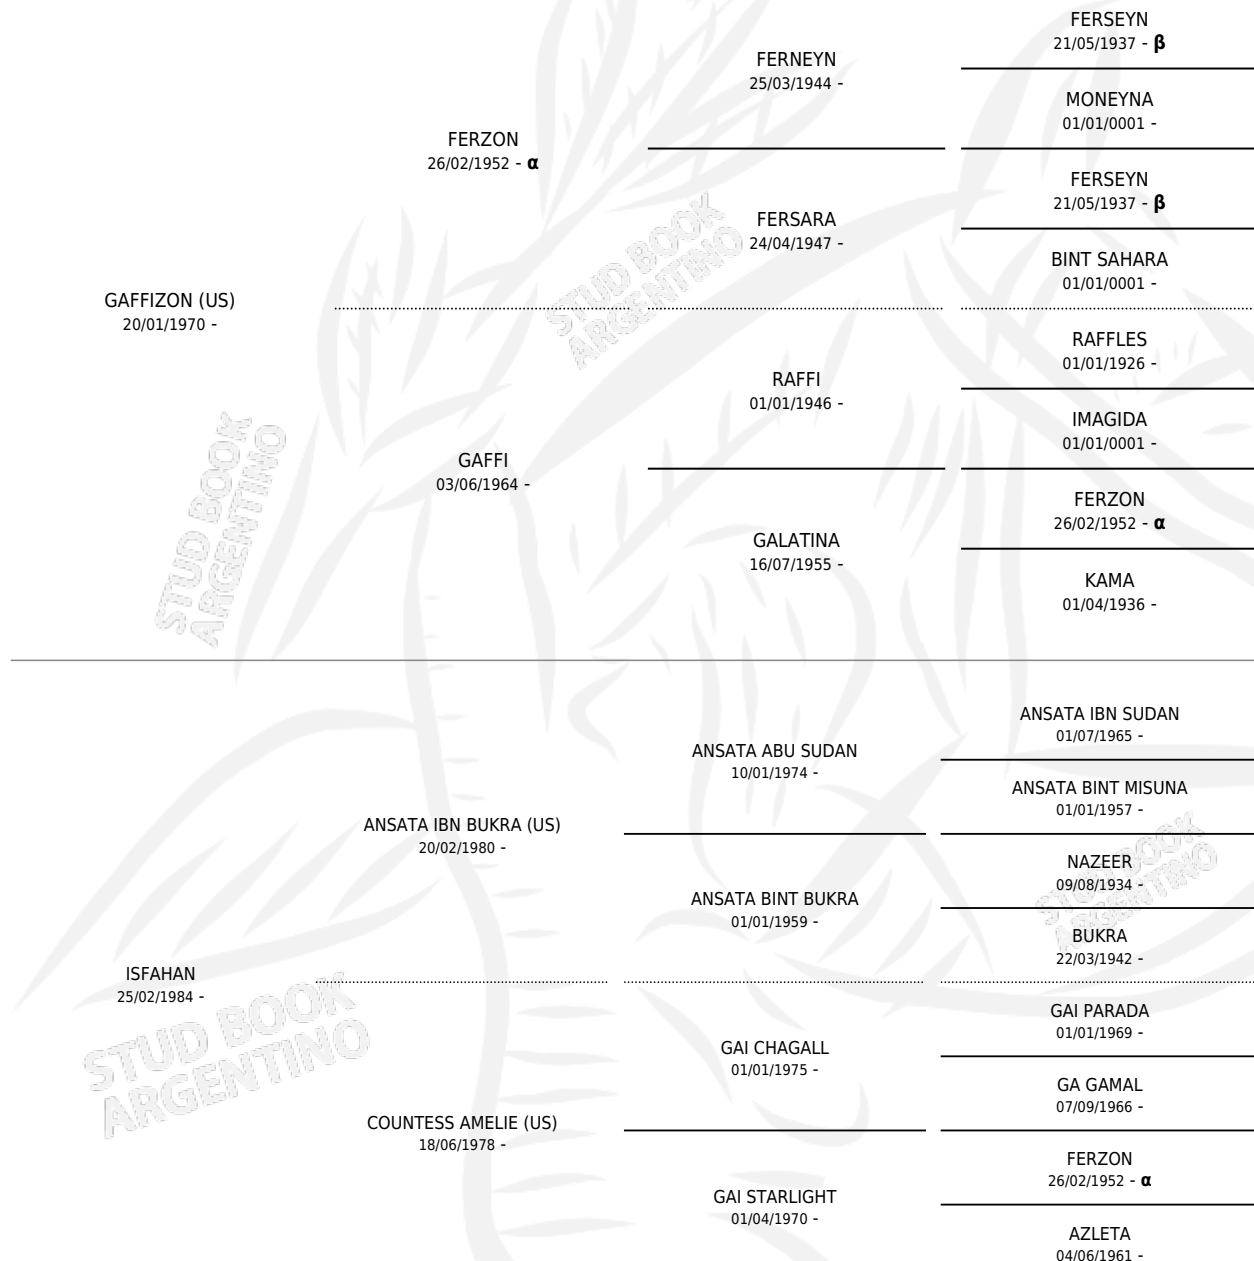 FERSEYN
21/05/1937 - β
FERNEYN
25/03/1944 -
MONEYNA
01/01/0001 -
FERZON
26/02/1952 - α
FERSEYN
21/05/1937 - β
FERSARA
24/04/1947 -
BINT SAHARA
01/01/0001 -
GAFFIZON (US)
20/01/1970 -
RAFFLES
01/01/1926 -
RAFFI
01/01/1946 -
IMAGIDA
01/01/0001 -
GAFFI
03/06/1964 -
FERZON
26/02/1952 - α
GALATINA
16/07/1955 -
KAMA
01/04/1936 -
ANSATA IBN SUDAN
01/07/1965 -
ANSATA ABU SUDAN
10/01/1974 -
ANSATA BINT MISUNA
01/01/1957 -
ANSATA IBN BUKRA (US)
20/02/1980 -
NAZEER
09/08/1934 -
ANSATA BINT BUKRA
01/01/1959 -
BUKRA
22/03/1942 -
ISFAHAN
25/02/1984 -
GAI PARADA
01/01/1969 -
GAI CHAGALL
01/01/1975 -
GA GAMAL
07/09/1966 -
COUNTESS AMELIE (US)
18/06/1978 -
FERZON
26/02/1952 - α
GAI STARLIGHT
01/04/1970 -
AZLETA
04/06/1961 -
STUD BOOK
ARGENTINO
STUD BOOK
ARGENTINO
STUD BOOK
ARGENTINO
STUD BOOK
ARGENTINO